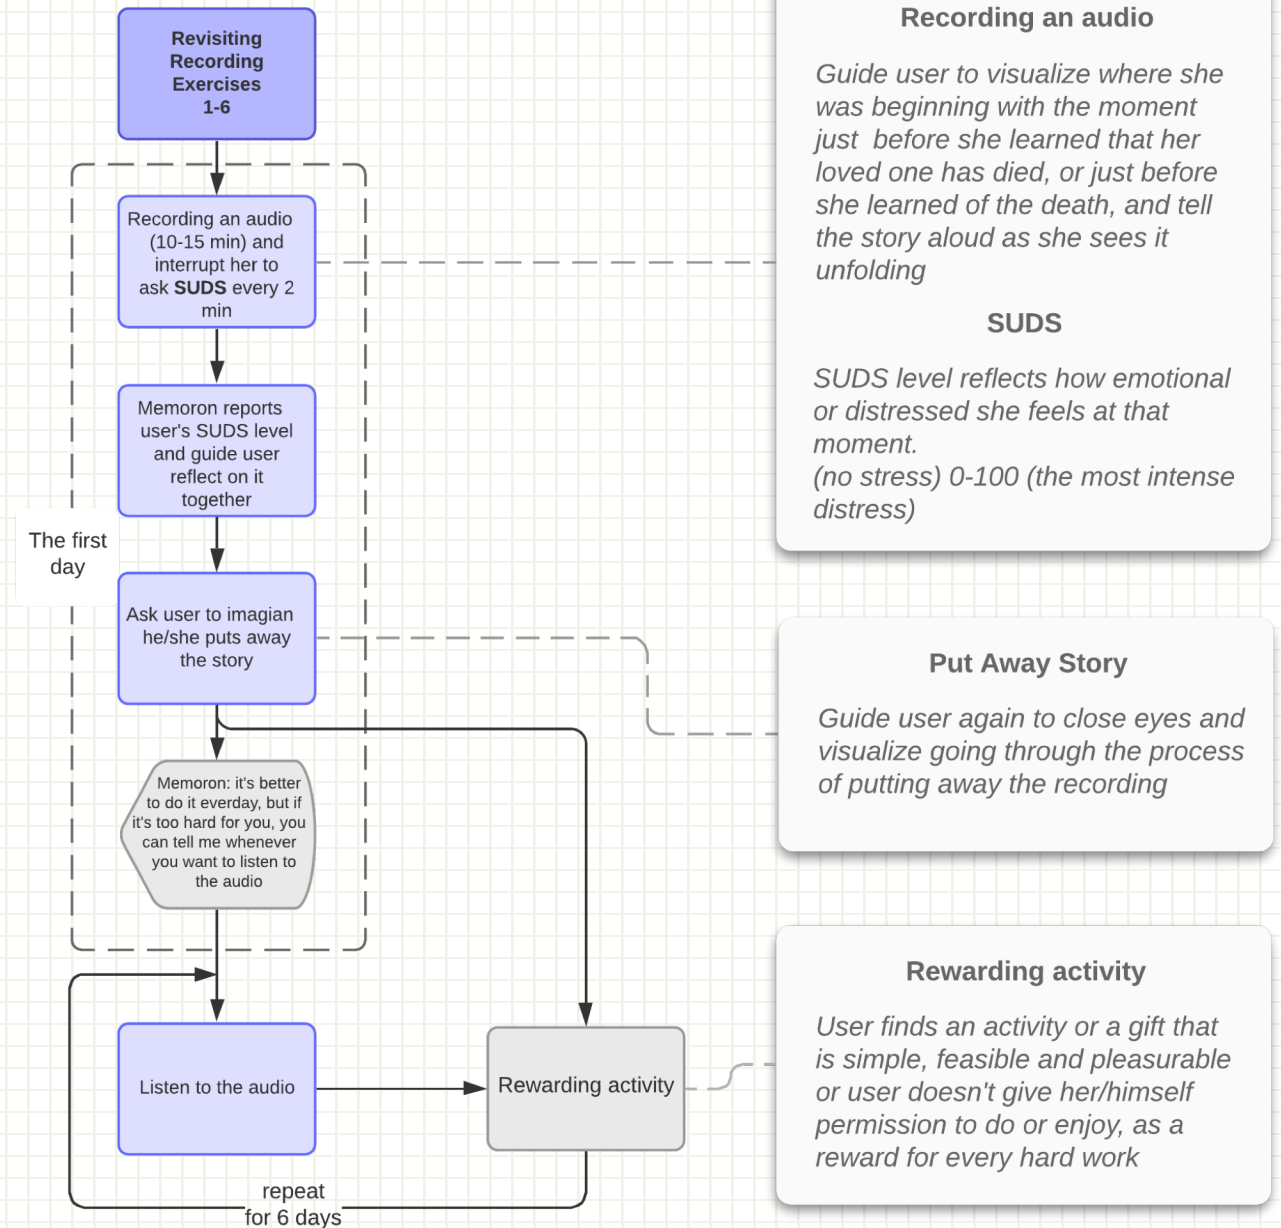 Revisiting
Recording
Exercises
1-6
Recording an audio
(10-15 min) and
interrupt her to
ask SUDS every 2
min
Memoron reports
user's SUDS level
and guide user
reflect on it
together
The first
day
Ask user to imagian
he/she puts away
the story
Memoron: it's better
to do it everday, but if
it's too hard for you, you
can tell me whenever
you want to listen to
the audio
Listen to the audio
Rewarding activity
repeat
for 6 days
Recording an audio
Guide user to visualize where she
was beginning with the moment
just  before she learned that her
loved one has died, or just before
she learned of the death, and tell
the story aloud as she sees it
unfolding
SUDS
SUDS level reflects how emotional
or distressed she feels at that
moment.
(no stress) 0-100 (the most intense
distress)
Put Away Story
Guide user again to close eyes and
visualize going through the process
of putting away the recording
Rewarding activity
User finds an activity or a gift that
is simple, feasible and pleasurable
or user doesn't give her/himself
permission to do or enjoy, as a
reward for every hard work